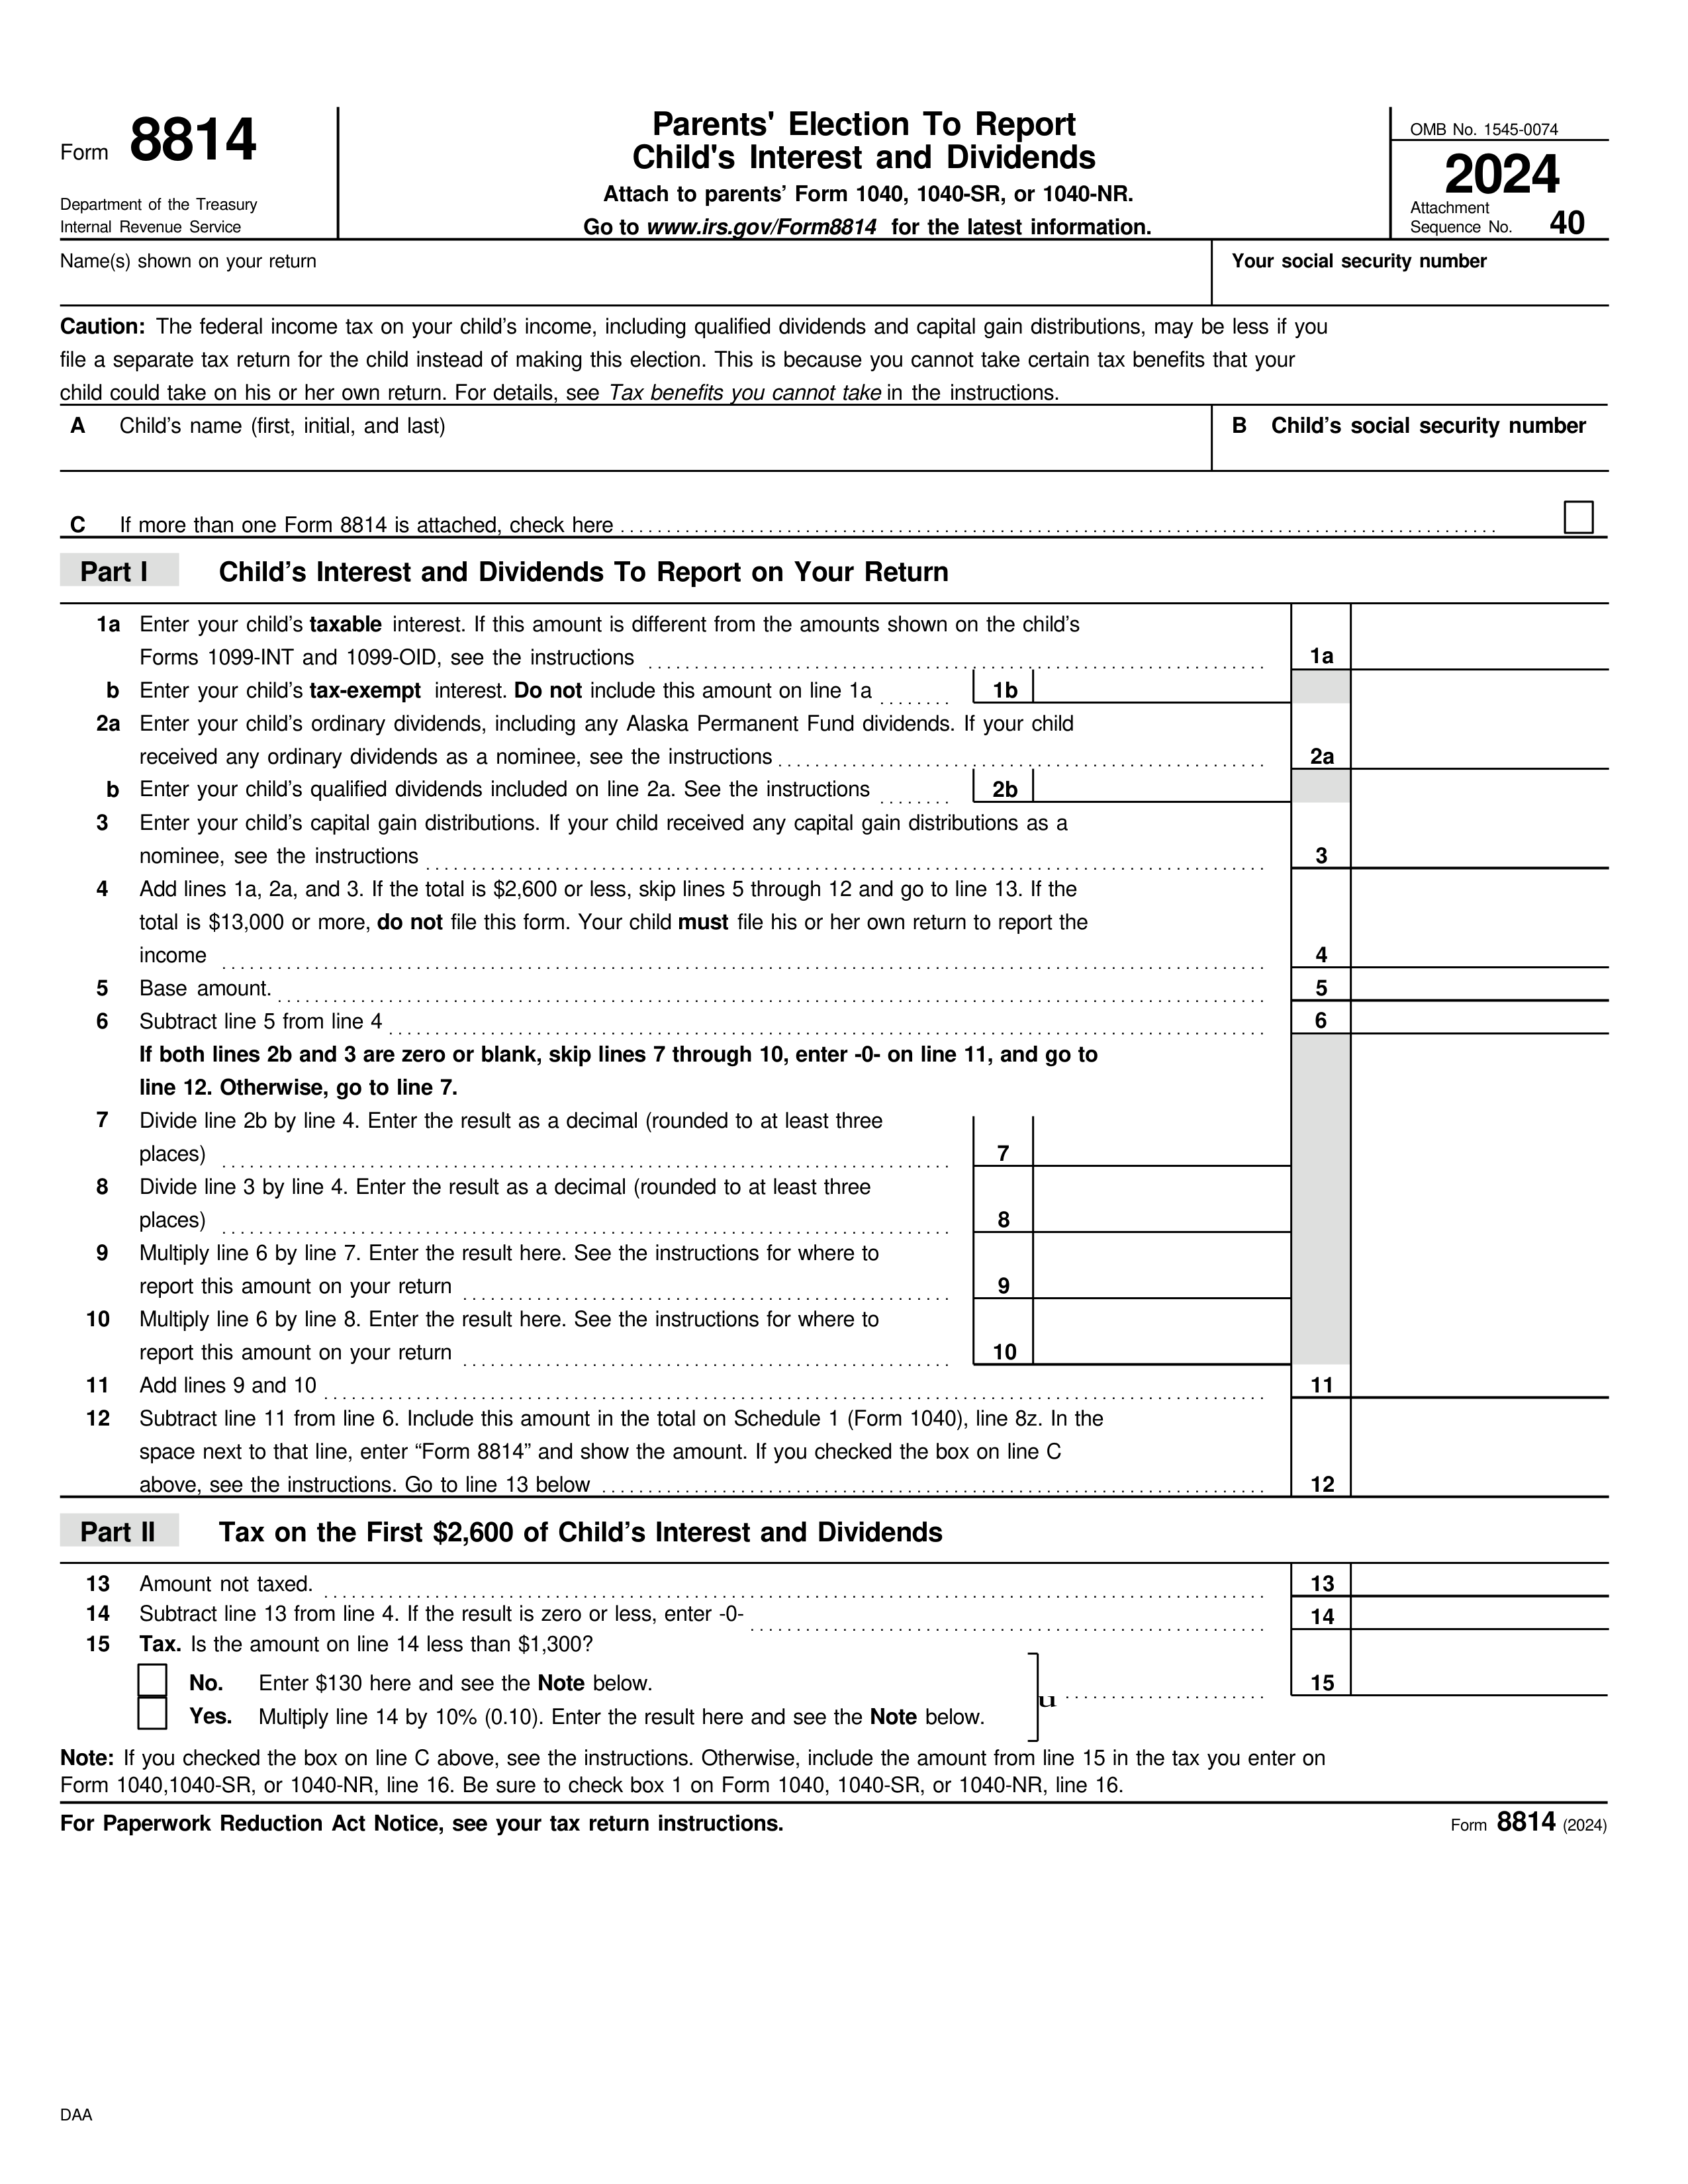 Form 8814
Department of the Treasury
Internal Revenue Service
Parents' Election To Report
Child's Interest and Dividends
Attach to parents’ Form 1040, 1040-SR, or 1040-NR.
Go to www.irs.gov/Form8814 for the latest information.
OMB No. 1545-0074
2024
Attachment
Sequence No. 40
Name(s) shown on your return
Your social security number
Caution: The federal income tax on your child’s income, including qualified dividends and capital gain distributions, may be less if you
file a separate tax return for the child instead of making this election. This is because you cannot take certain tax benefits that your
child could take on his or her own return. For details, see Tax benefits you cannot take in the instructions.
A Child’s name (first, initial, and last)
B Child’s social security number
C If more than one Form 8814 is attached, check here
Part I Child’s Interest and Dividends To Report on Your Return
1a Enter your child’s taxable interest. If this amount is different from the amounts shown on the child’s
Forms 1099-INT and 1099-OID, see the instructions 1a
b Enter your child’s tax-exempt interest. Do not include this amount on line 1a 1b
2a Enter your child’s ordinary dividends, including any Alaska Permanent Fund dividends. If your child
received any ordinary dividends as a nominee, see the instructions 2a
b Enter your child’s qualified dividends included on line 2a. See the instructions 2b
3 Enter your child’s capital gain distributions. If your child received any capital gain distributions as a
nominee, see the instructions 3
4 Add lines 1a, 2a, and 3. If the total is $2,600 or less, skip lines 5 through 12 and go to line 13. If the
total is $13,000 or more, do not file this form. Your child must file his or her own return to report the
income 4
5 Base amount. 5
6 Subtract line 5 from line 4 6
If both lines 2b and 3 are zero or blank, skip lines 7 through 10, enter -0- on line 11, and go to
line 12. Otherwise, go to line 7.
7 Divide line 2b by line 4. Enter the result as a decimal (rounded to at least three
places) 7
8 Divide line 3 by line 4. Enter the result as a decimal (rounded to at least three
places) 8
9 Multiply line 6 by line 7. Enter the result here. See the instructions for where to
report this amount on your return 9
10 Multiply line 6 by line 8. Enter the result here. See the instructions for where to
report this amount on your return 10
11 Add lines 9 and 10 11
12 Subtract line 11 from line 6. Include this amount in the total on Schedule 1 (Form 1040), line 8z. In the
space next to that line, enter “Form 8814” and show the amount. If you checked the box on line C
above, see the instructions. Go to line 13 below 12
Part II Tax on the First $2,600 of Child’s Interest and Dividends
13 Amount not taxed. 13
14 Subtract line 13 from line 4. If the result is zero or less, enter -0- 14
15 Tax. Is the amount on line 14 less than $1,300?
No. Enter $130 here and see the Note below. 15
u
Yes. Multiply line 14 by 10% (0.10). Enter the result here and see the Note below.
Note: If you checked the box on line C above, see the instructions. Otherwise, include the amount from line 15 in the tax you enter on
Form 1040,1040-SR, or 1040-NR, line 16. Be sure to check box 1 on Form 1040, 1040-SR, or 1040-NR, line 16.
For Paperwork Reduction Act Notice, see your tax return instructions.
Form 8814 (2024)
DAA